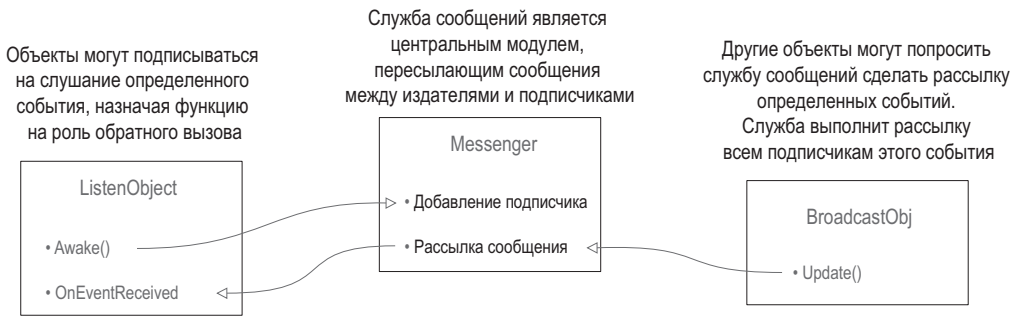 Объекты могут подписываться
на слушание определенного
события, назначая функцию
на роль обратного вызова
ListenObject
• Awake()
• OnEventReceived
Служба сообщений является
центральным модулем,
пересылающим сообщения
между издателями и подписчиками
Messenger
• Добавление подписчика
• Рассылка сообщения
Другие объекты могут попросить
службу сообщений сделать рассылку
определенных событий.
Служба выполнит рассылку
всем подписчикам этого события
BroadcastObj
• Update()